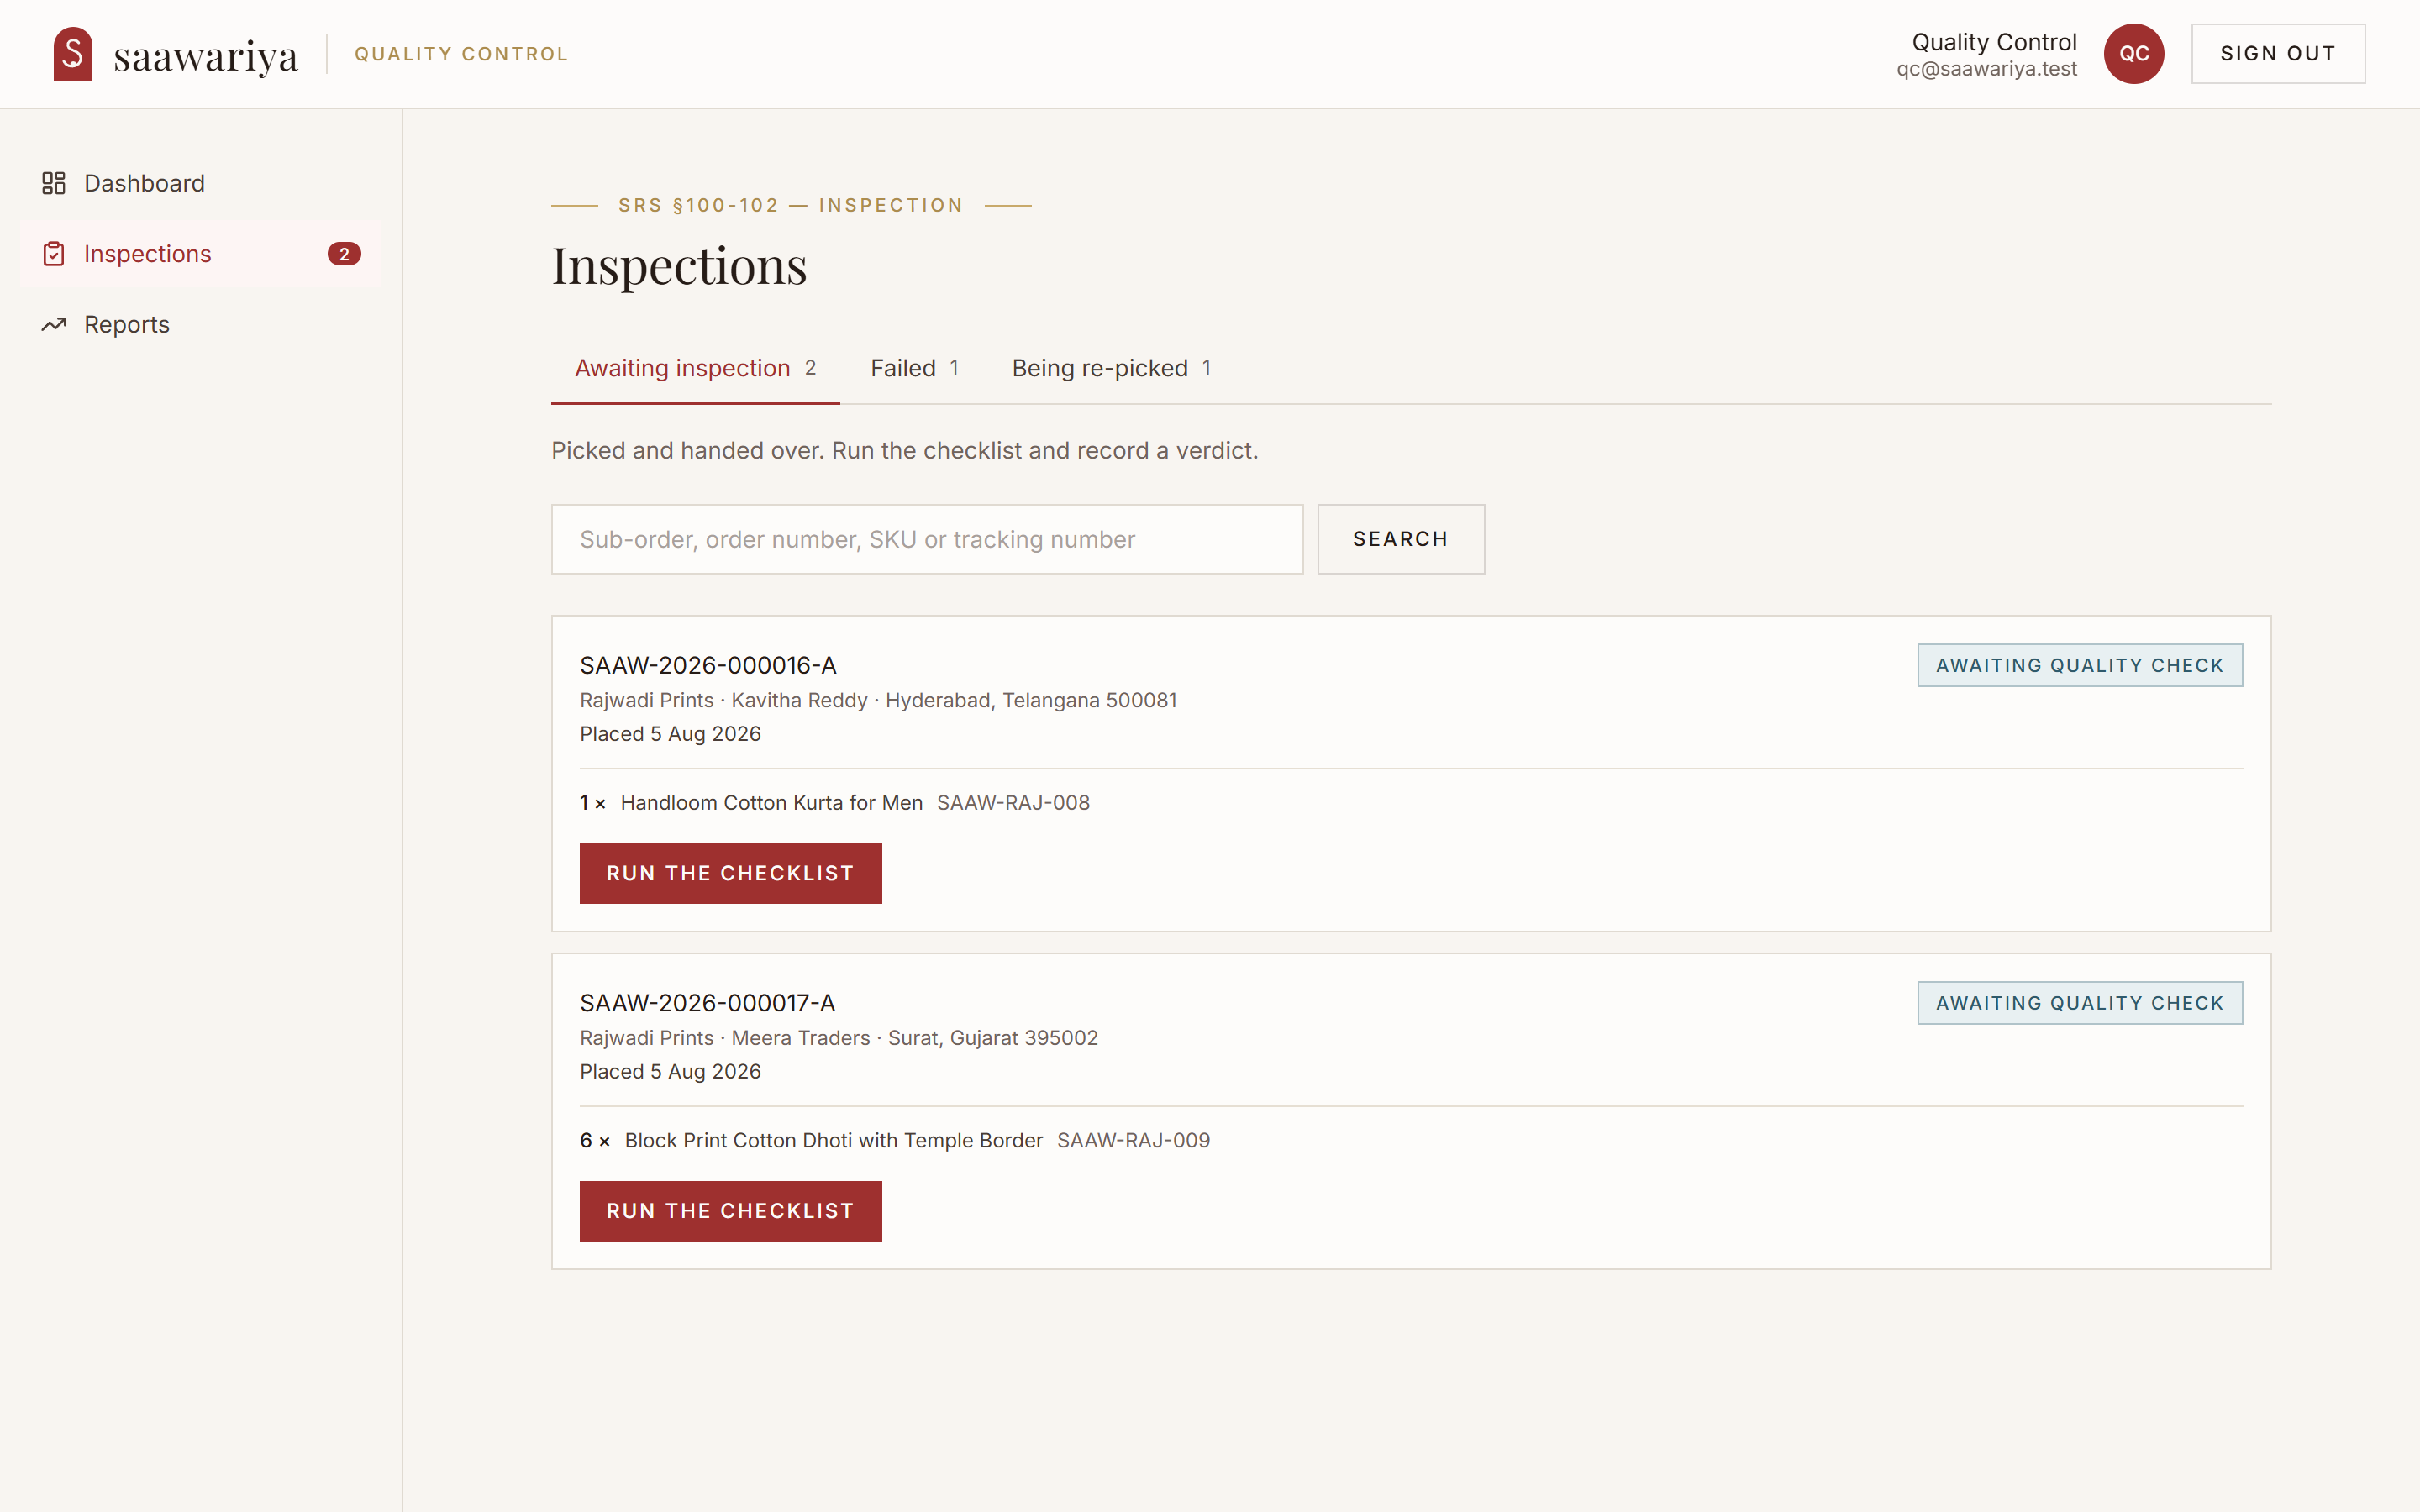 S saawariya QUALITY CONTROL
Quality Control
qc@saawariya.test
QC
SIGN OUT
Dashboard
Inspections 2
Reports
SRS §100-102 — INSPECTION
Inspections
Awaiting inspection 2 Failed 1 Being re-picked 1
Picked and handed over. Run the checklist and record a verdict.
Sub-order, order number, SKU or tracking number SEARCH
SAAW-2026-000016-A AWAITING QUALITY CHECK
Rajwadi Prints · Kavitha Reddy · Hyderabad, Telangana 500081
Placed 5 Aug 2026
1 × Handloom Cotton Kurta for Men SAAW-RAJ-008
RUN THE CHECKLIST
SAAW-2026-000017-A AWAITING QUALITY CHECK
Rajwadi Prints · Meera Traders · Surat, Gujarat 395002
Placed 5 Aug 2026
6 × Block Print Cotton Dhoti with Temple Border SAAW-RAJ-009
RUN THE CHECKLIST